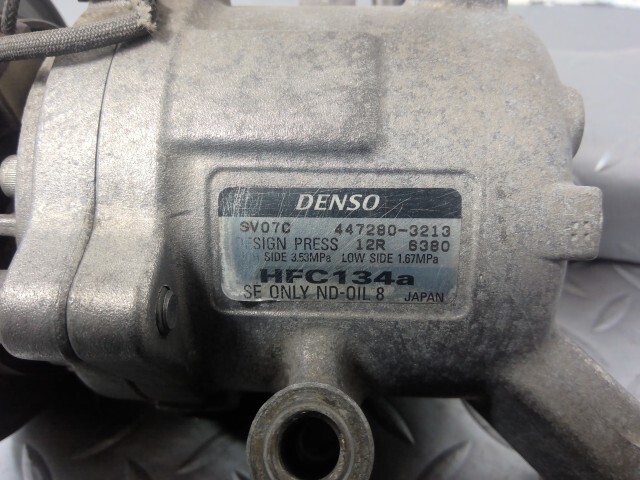 DENSO
SV07C 447280-3213
DESIGN PRESS 12R 6380
H SIDE 3.53MPa LOW SIDE 1.67MPa
HFC134a
SE ONLY ND-OIL 8 JAPAN